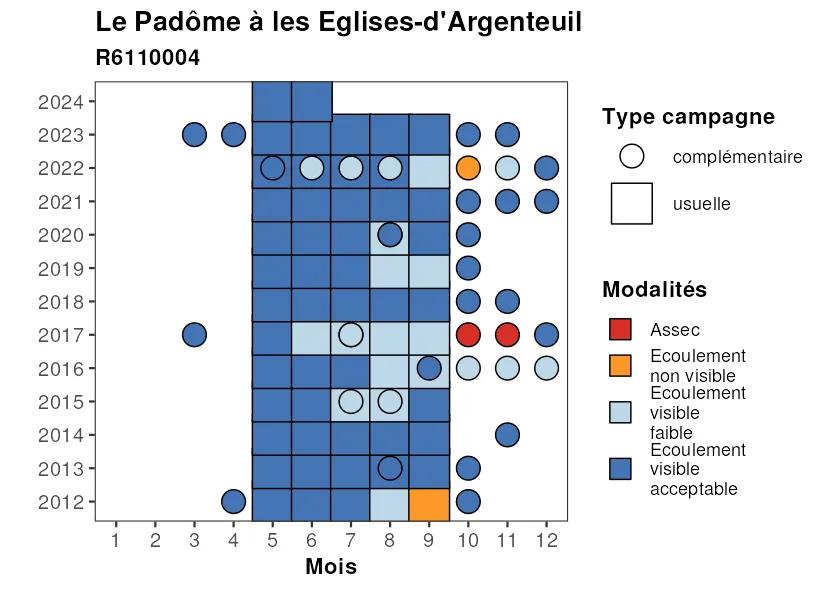 Le Padôme à les Eglises-d'Argenteuil
R6110004
2024
2023
2022
2021
2020
2019
2018
2017
2016
2015
2014
2013
2012
1 2 3 4 5 6 7 8 9 10 11 12
Mois
Type campagne
complémentaire
usuelle
Modalités
Assec
Ecoulement
non visible
Ecoulement
visible
faible
Ecoulement
visible
acceptable